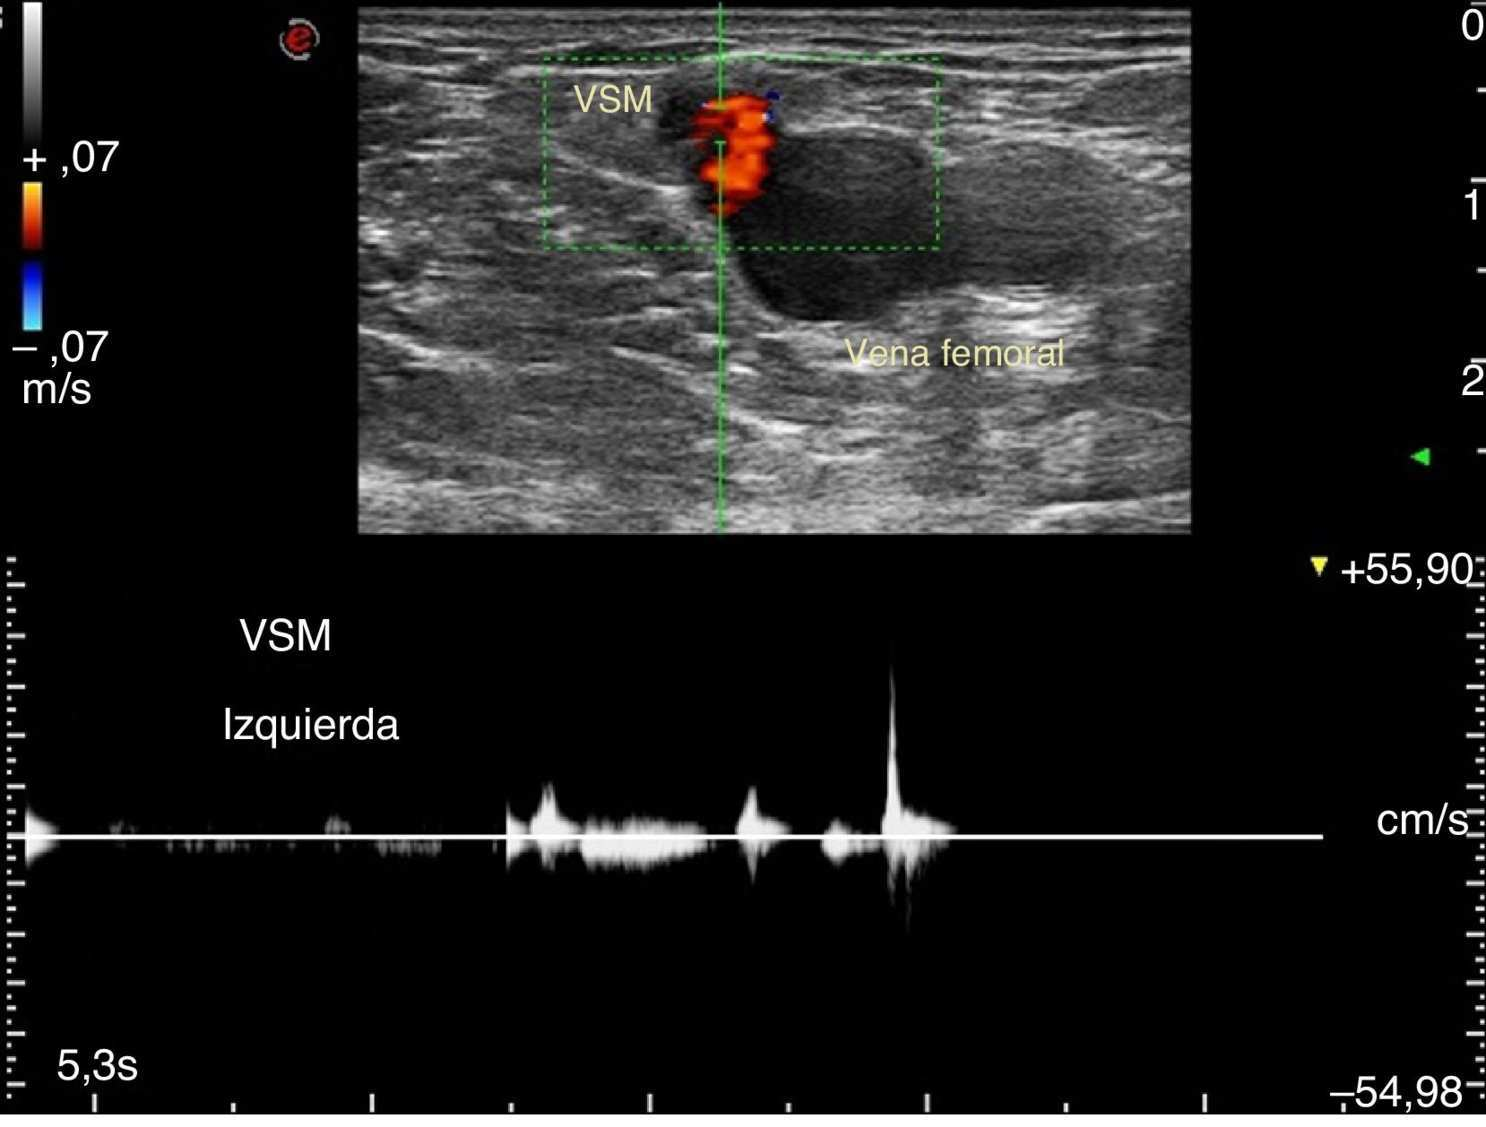 0
VSM
+ ,07
1
– ,07
m/s
Vena femoral
2
+55,90
VSM
Izquierda
cm/s
5,3s
–54,98